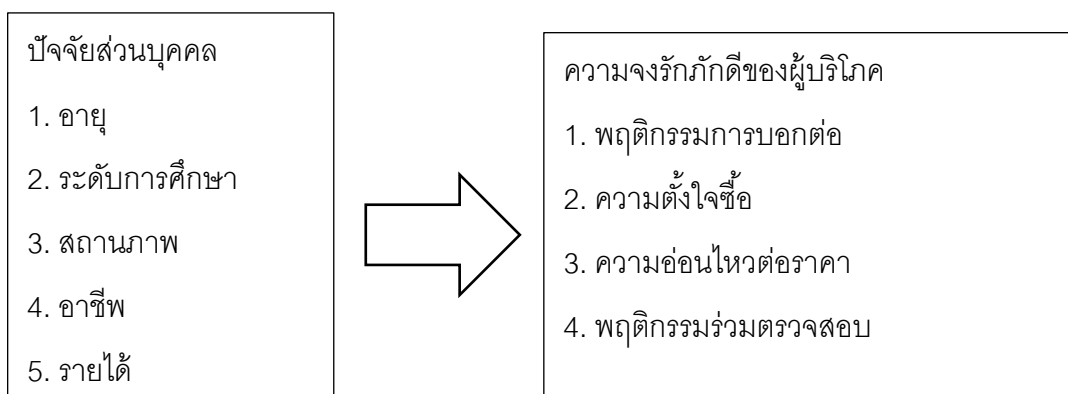 ปัจจัยส่วนบุคคล
1. อายุ
2. ระดับการศึกษา
3. สถานภาพ
4. อาชีพ
5. รายได้
ความจงรักภักดีของผู้บริโภค
1. พฤติกรรมการบอกต่อ
2. ความตั้งใจซื้อ
3. ความอ่อนไหวต่อราคา
4. พฤติกรรมร่วมตรวจสอบ